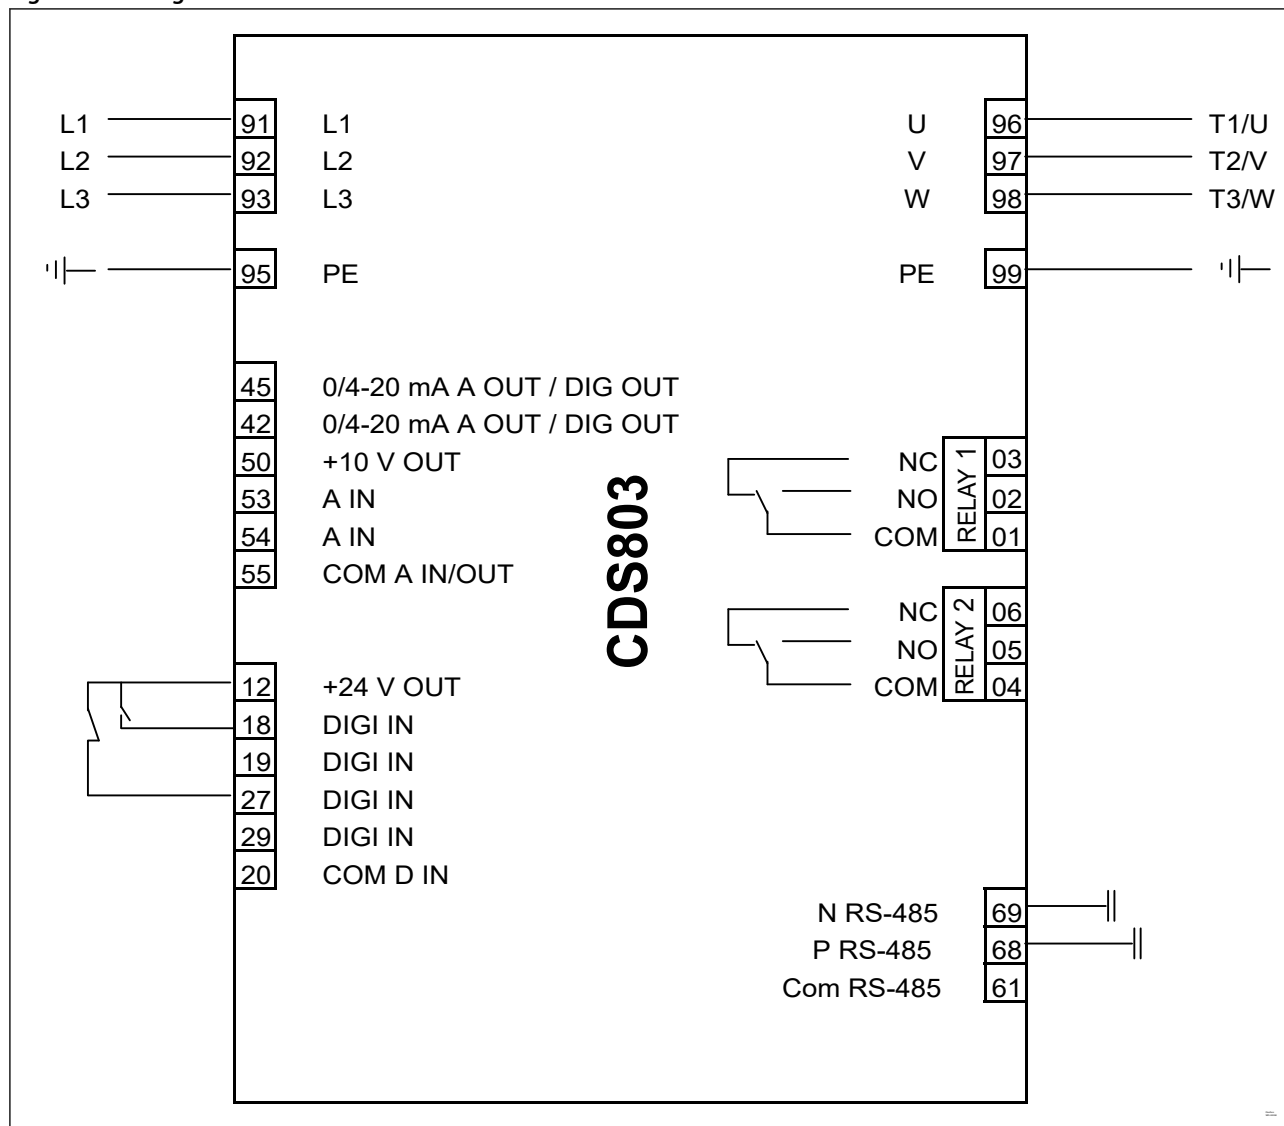 L1 91 L1 U 96 T1/U
L2 92 L2 V 97 T2/V
L3 93 L3 W 98 T3/W
95 PE PE 99
45 0/4-20 mA A OUT / DIG OUT
42 0/4-20 mA A OUT / DIG OUT
50 +10 V OUT
53 A IN
54 A IN
55 COM A IN/OUT
CDS803
NC 03
NO 02
COM 01
RELAY 1
NC 06
NO 05
COM 04
RELAY 2
12 +24 V OUT
18 DIGI IN
19 DIGI IN
27 DIGI IN
29 DIGI IN
20 COM D IN
N RS-485 69
P RS-485 68
Com RS-485 61